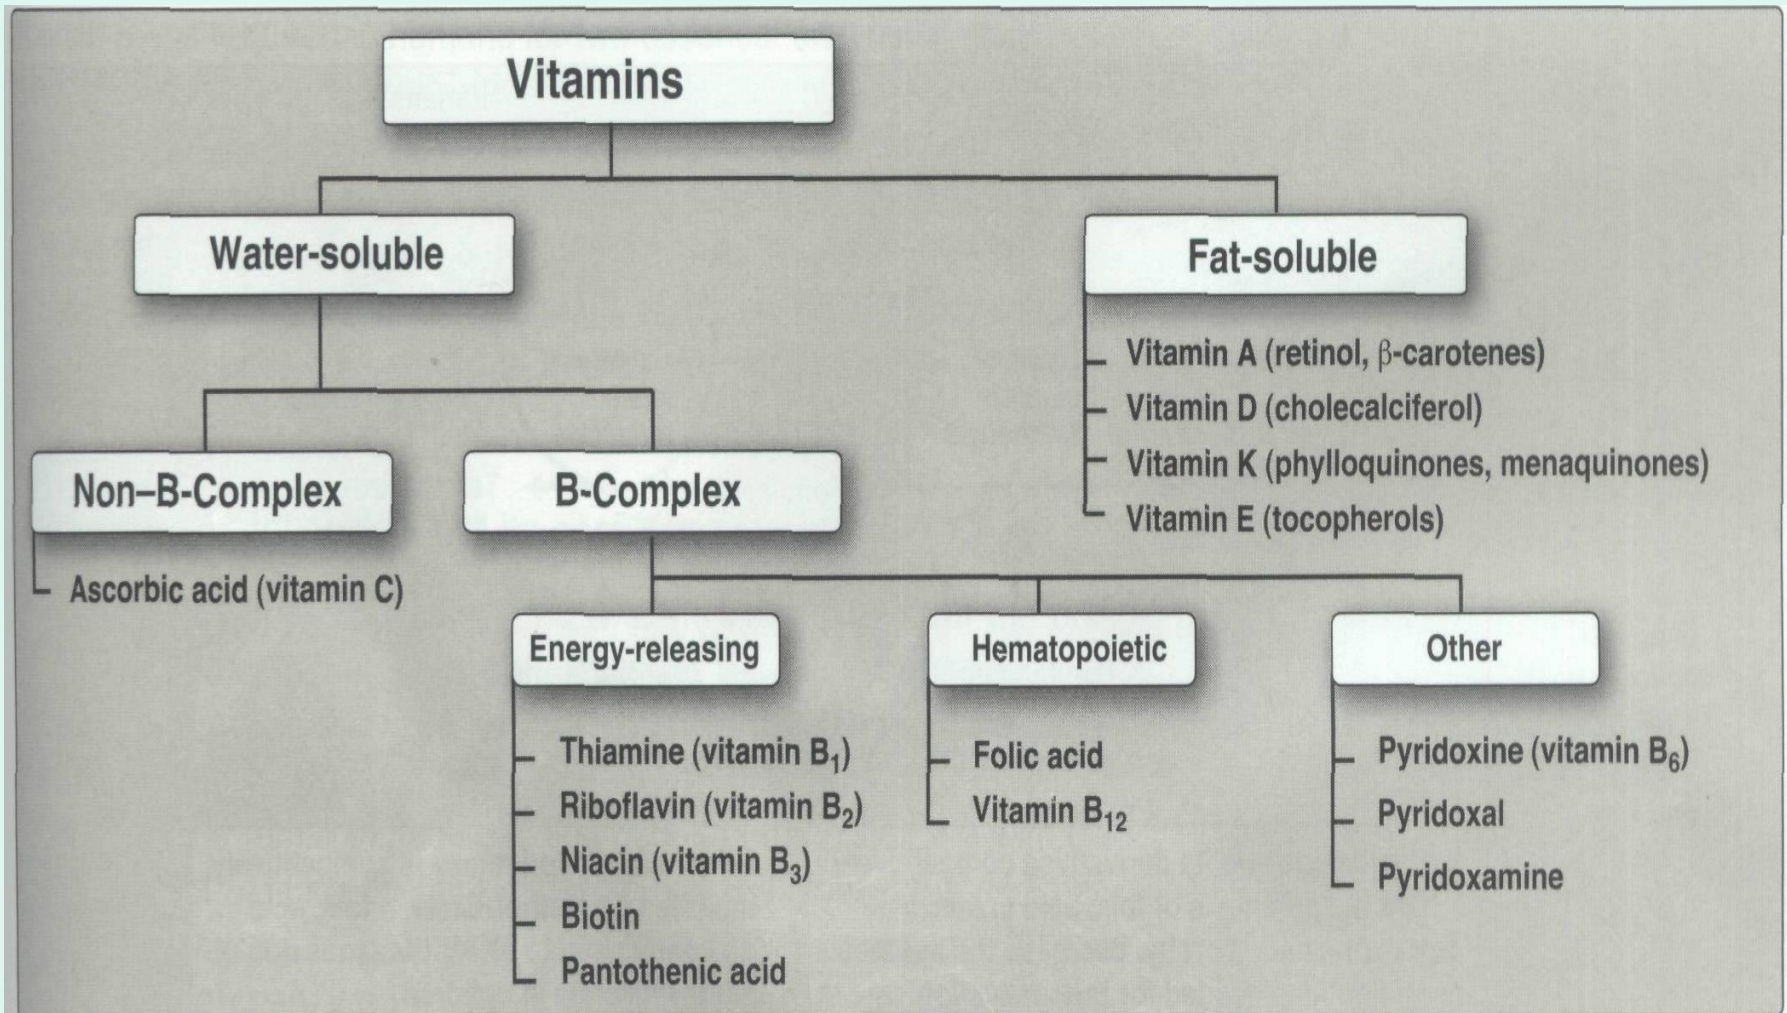 Vitamins
Water-soluble
Fat-soluble
Vitamin A (retinol, β-carotenes)
Vitamin D (cholecalciferol)
Vitamin K (phylloquinones, menaquinones)
Vitamin E (tocopherols)
Non–B-Complex
B-Complex
Ascorbic acid (vitamin C)
Energy-releasing
Hematopoietic
Other
Thiamine (vitamin B₁)
Riboflavin (vitamin B₂)
Niacin (vitamin B₃)
Biotin
Pantothenic acid
Folic acid
Vitamin B₁₂
Pyridoxine (vitamin B₆)
Pyridoxal
Pyridoxamine